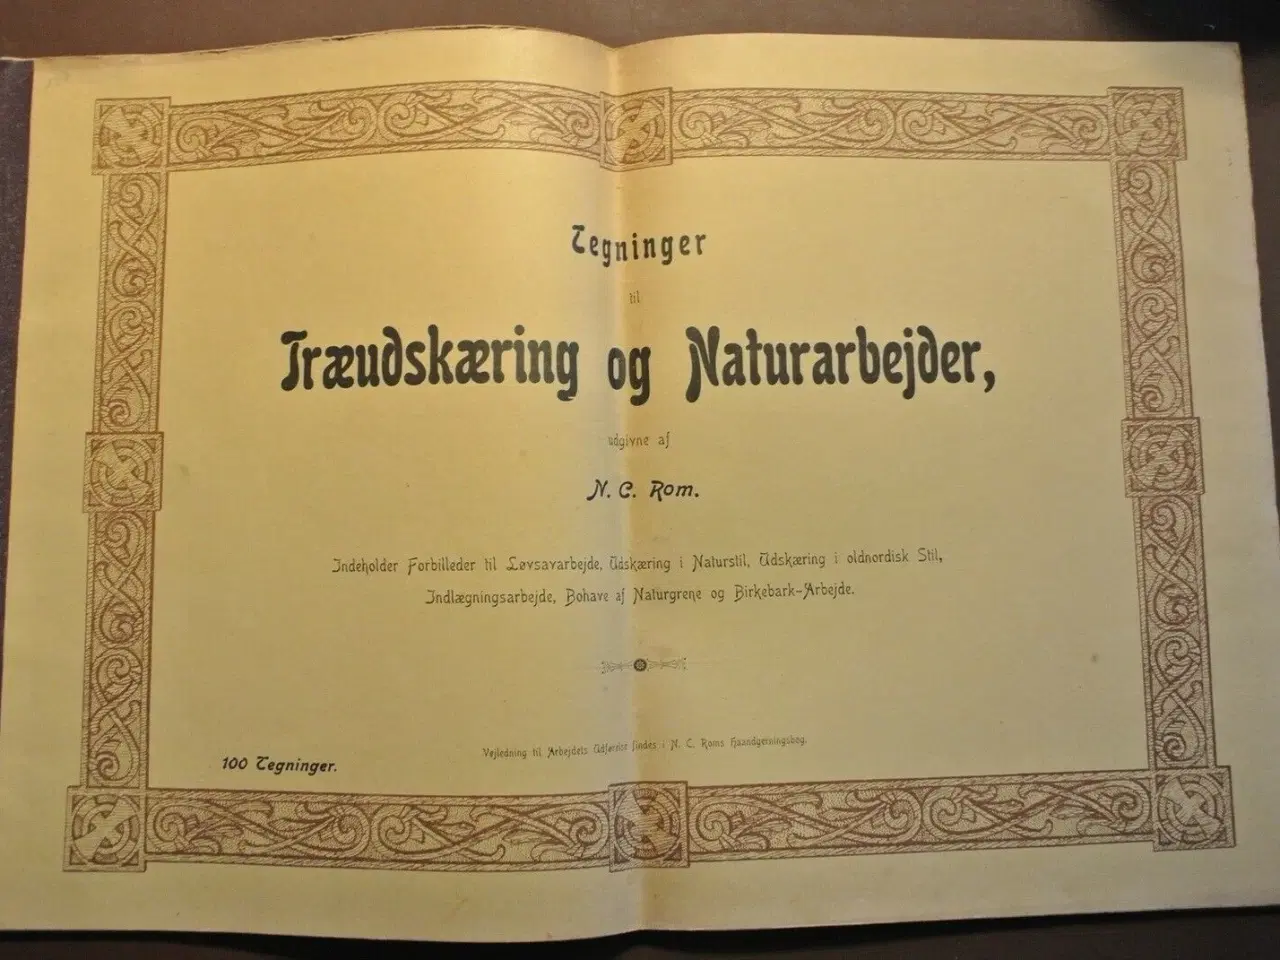 Tegninger
til
Træudskæring og Naturarbejder,
udgivne af
N. C. Rom.
Indeholder Forbilleder til Løvsavarbejde, Udskæring i Naturstil, Udskæring i oldnordisk Stil,
Indlægningsarbejde, Bohave af Naturgrene og Birkebark-Arbejde.
Vejledning til Arbejdets Udførelse findes i N. C. Roms Haandgerningsbog.
100 Tegninger.